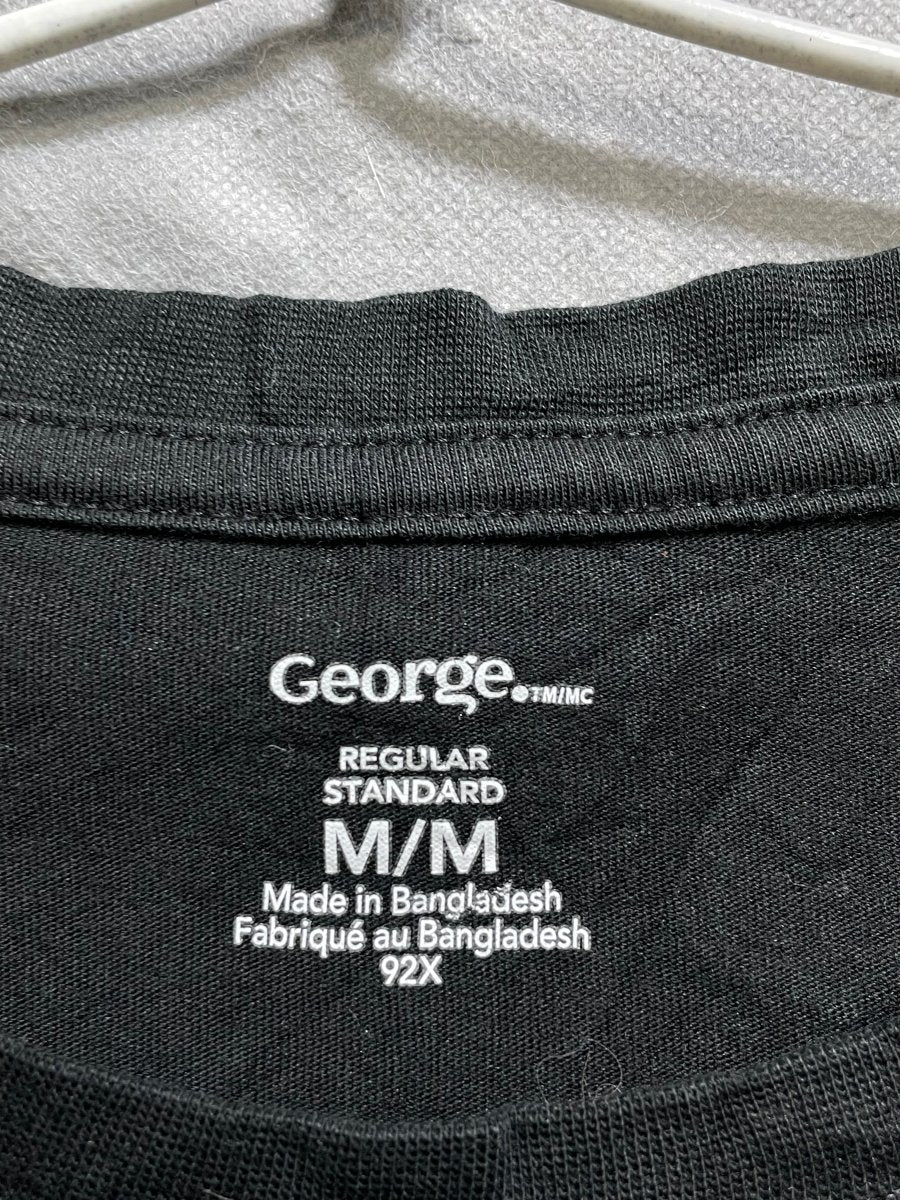 George.TM/MC
REGULAR
STANDARD
M/M
Made in Bangladesh
Fabriqué au Bangladesh
92X